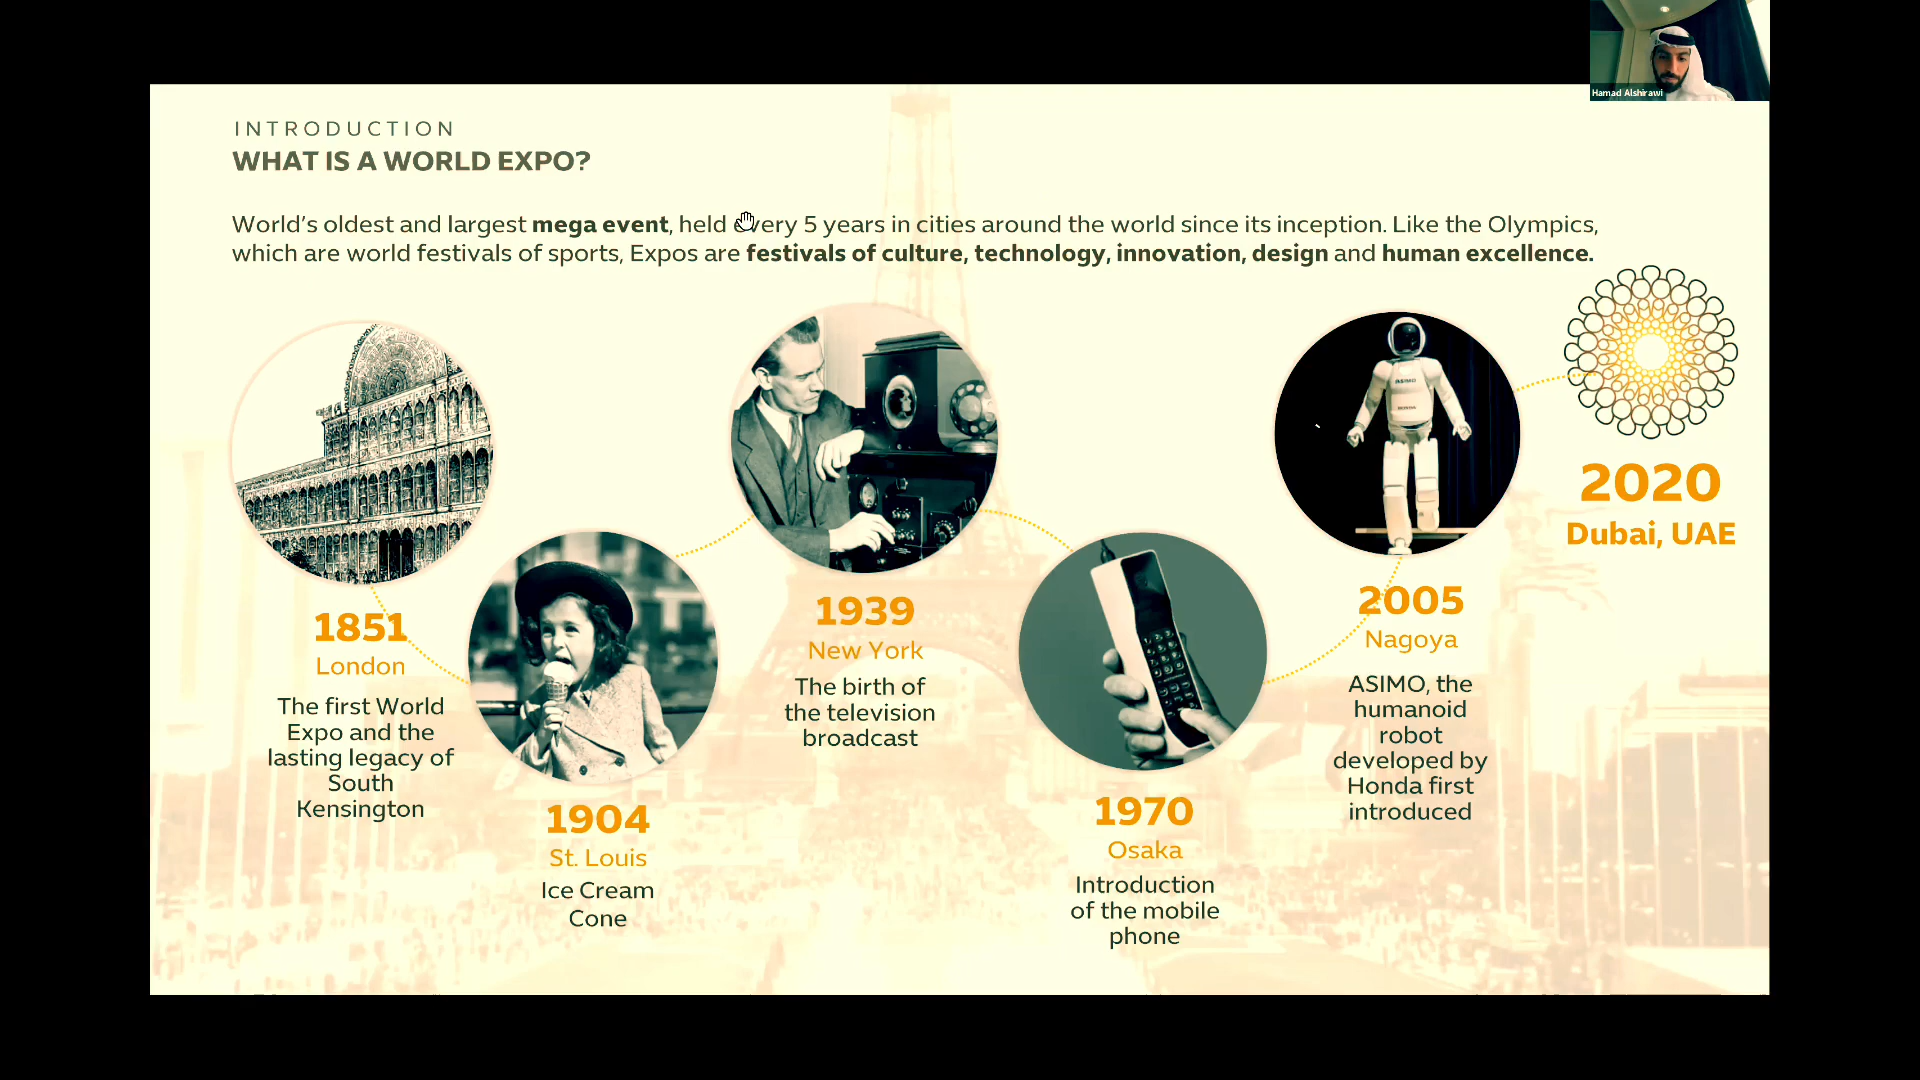 Hamad Alshirawi
INTRODUCTION
WHAT IS A WORLD EXPO?
World's oldest and largest mega event, held every 5 years in cities around the world since its inception. Like the Olympics,
which are world festivals of sports, Expos are festivals of culture, technology, innovation, design and human excellence.
1851
London
The first World
Expo and the
lasting legacy of
South
Kensington
1904
St. Louis
Ice Cream
Cone
1939
New York
The birth of
the television
broadcast
1970
Osaka
Introduction
of the mobile
phone
ASIMO
HONDA
2005
Nagoya
ASIMO, the
humanoid
robot
developed by
Honda first
introduced
2020
Dubai, UAE